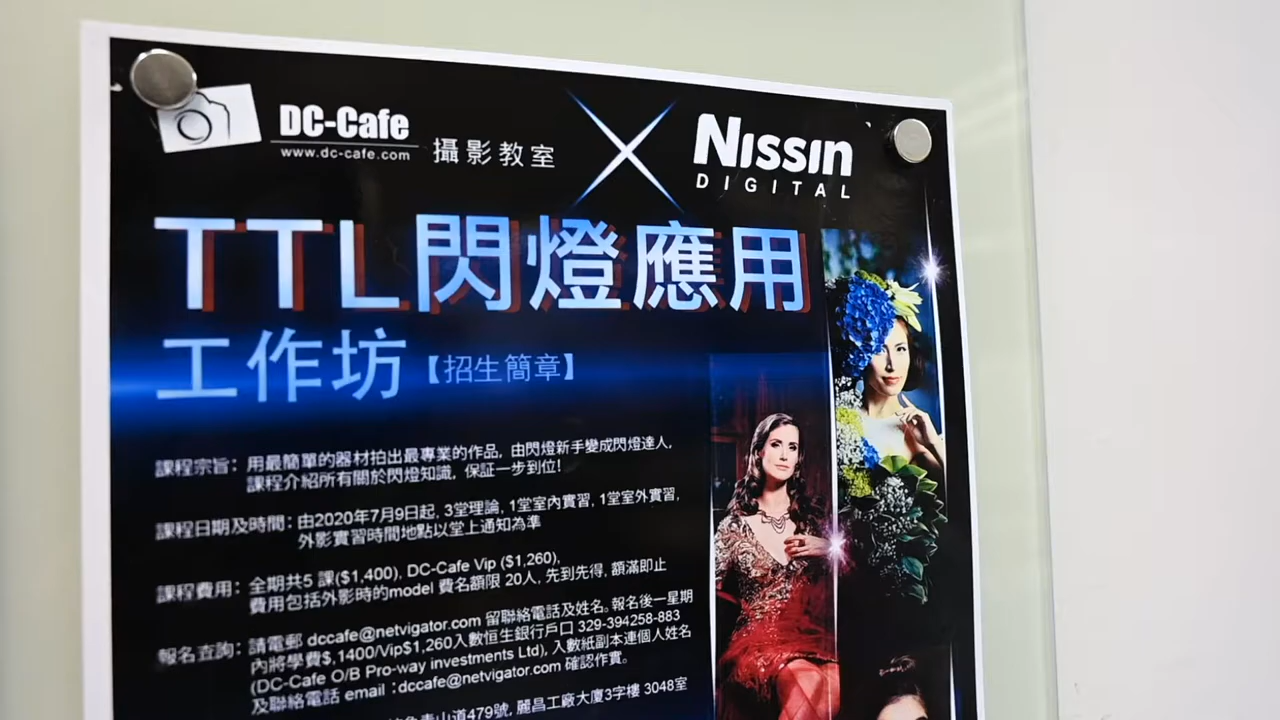 DC-Cafe
www.dc-cafe.com
攝影教室
NISSIN
DIGITAL
TTL閃燈應用
工作坊【招生簡章】
課程宗旨：用最簡單的器材拍出最專業的作品, 由閃燈新手變成閃燈達人,
課程介紹所有關於閃燈知識, 保証一步到位!
課程日期及時間：由2020年7月9日起, 3堂理論, 1堂室內實習, 1堂室外實習,
外影實習時間地點以堂上通知為準
課程費用：全期共5 課($1,400), DC-Cafe Vip ($1,260),
費用包括外影時的model 費名額限 20人, 先到先得, 額滿即止
報名查詢：請電郵 dccafe@netvigator.com 留聯絡電話及姓名。報名後一星期
內將學費$,1400/Vip$1,260入數恒生銀行戶口 329-394258-883
(DC-Cafe O/B Pro-way investments Ltd), 入數紙副本連個人姓名
及聯絡電話 email :dccafe@netvigator.com 確認作實。
青山道479號, 麗昌工廠大廈3字樓 3048室